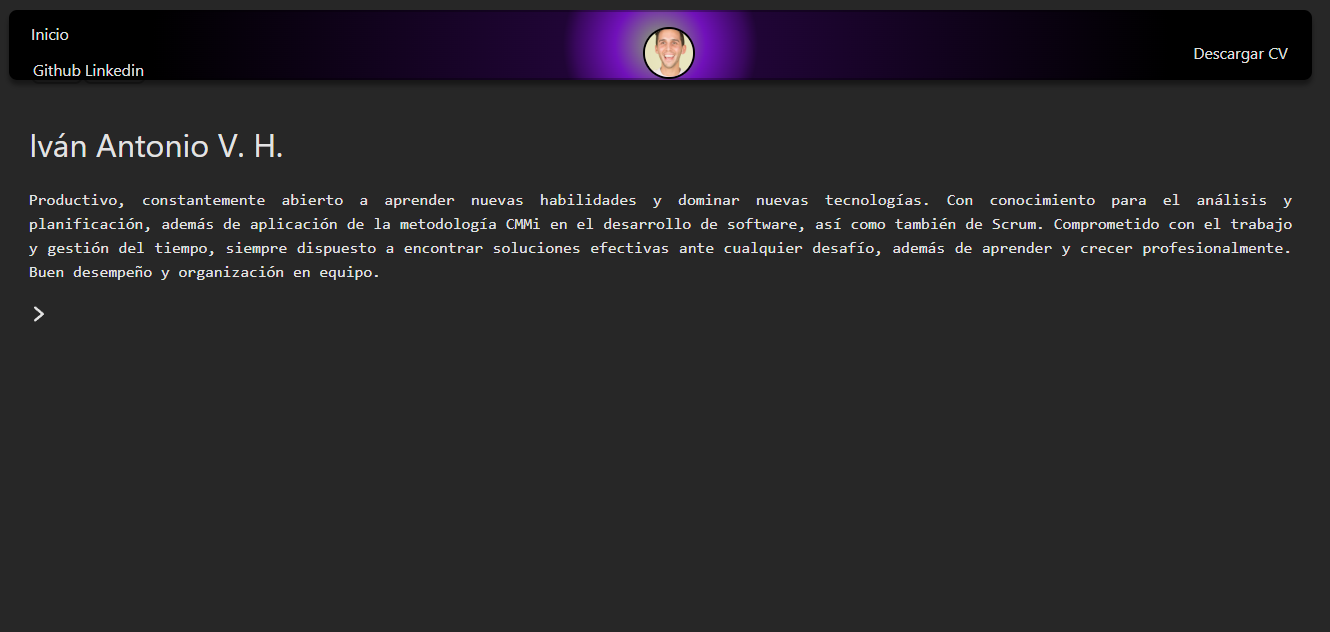 Inicio
Github Linkedin
Descargar CV
Iván Antonio V. H.
Productivo, constantemente abierto a aprender nuevas habilidades y dominar nuevas tecnologías. Con conocimiento para el análisis y
planificación, además de aplicación de la metodología CMMi en el desarrollo de software, así como también de Scrum. Comprometido con el trabajo
y gestión del tiempo, siempre dispuesto a encontrar soluciones efectivas ante cualquier desafío, además de aprender y crecer profesionalmente.
Buen desempeño y organización en equipo.